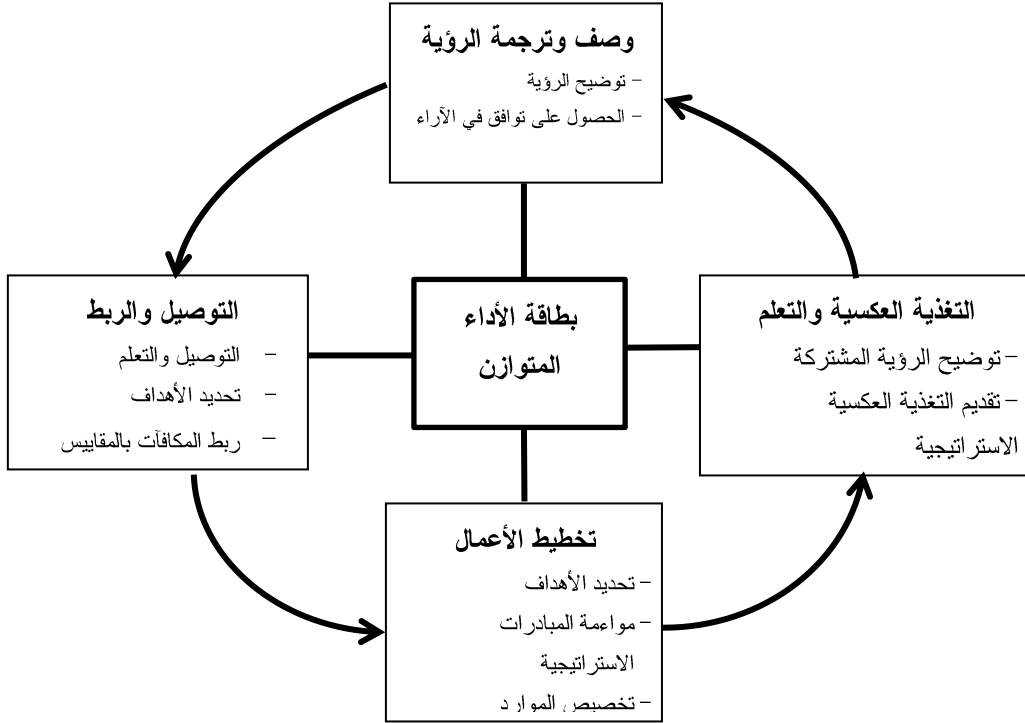 وصف وترجمة الرؤية
- توضيح الرؤية
- الحصول على توافق في الآراء
التغذية العكسية والتعلم
- توضيح الرؤية المشتركة
- تقديم التغذية العكسية
الاستراتيجية
بطاقة الأداء
المتوازن
التوصيل والربط
- التوصيل والتعلم
- تحديد الأهداف
- ربط المكافآت بالمقاييس
تخطيط الأعمال
- تحديد الأهداف
- مواءمة المبادرات
الاستراتيجية
- تخصيص الموارد